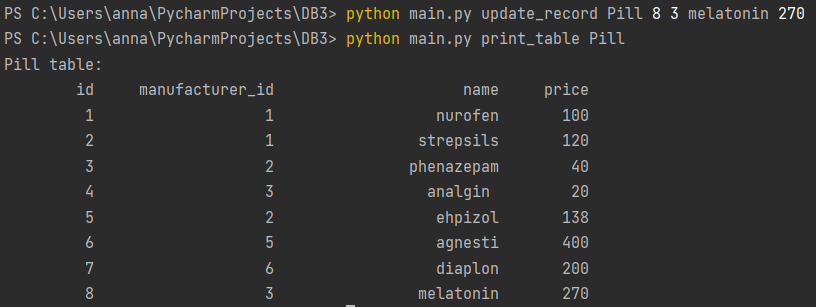 PS C:\Users\anna\PycharmProjects\DB3> python main.py update_record Pill 8 3 melatonin 270
PS C:\Users\anna\PycharmProjects\DB3> python main.py print_table Pill
Pill table:
id manufacturer_id name price
1 1 nurofen 100
2 1 strepsils 120
3 2 phenazepam 40
4 3 analgin 20
5 2 ehpizol 138
6 5 agnesti 400
7 6 diaplon 200
8 3 melatonin 270